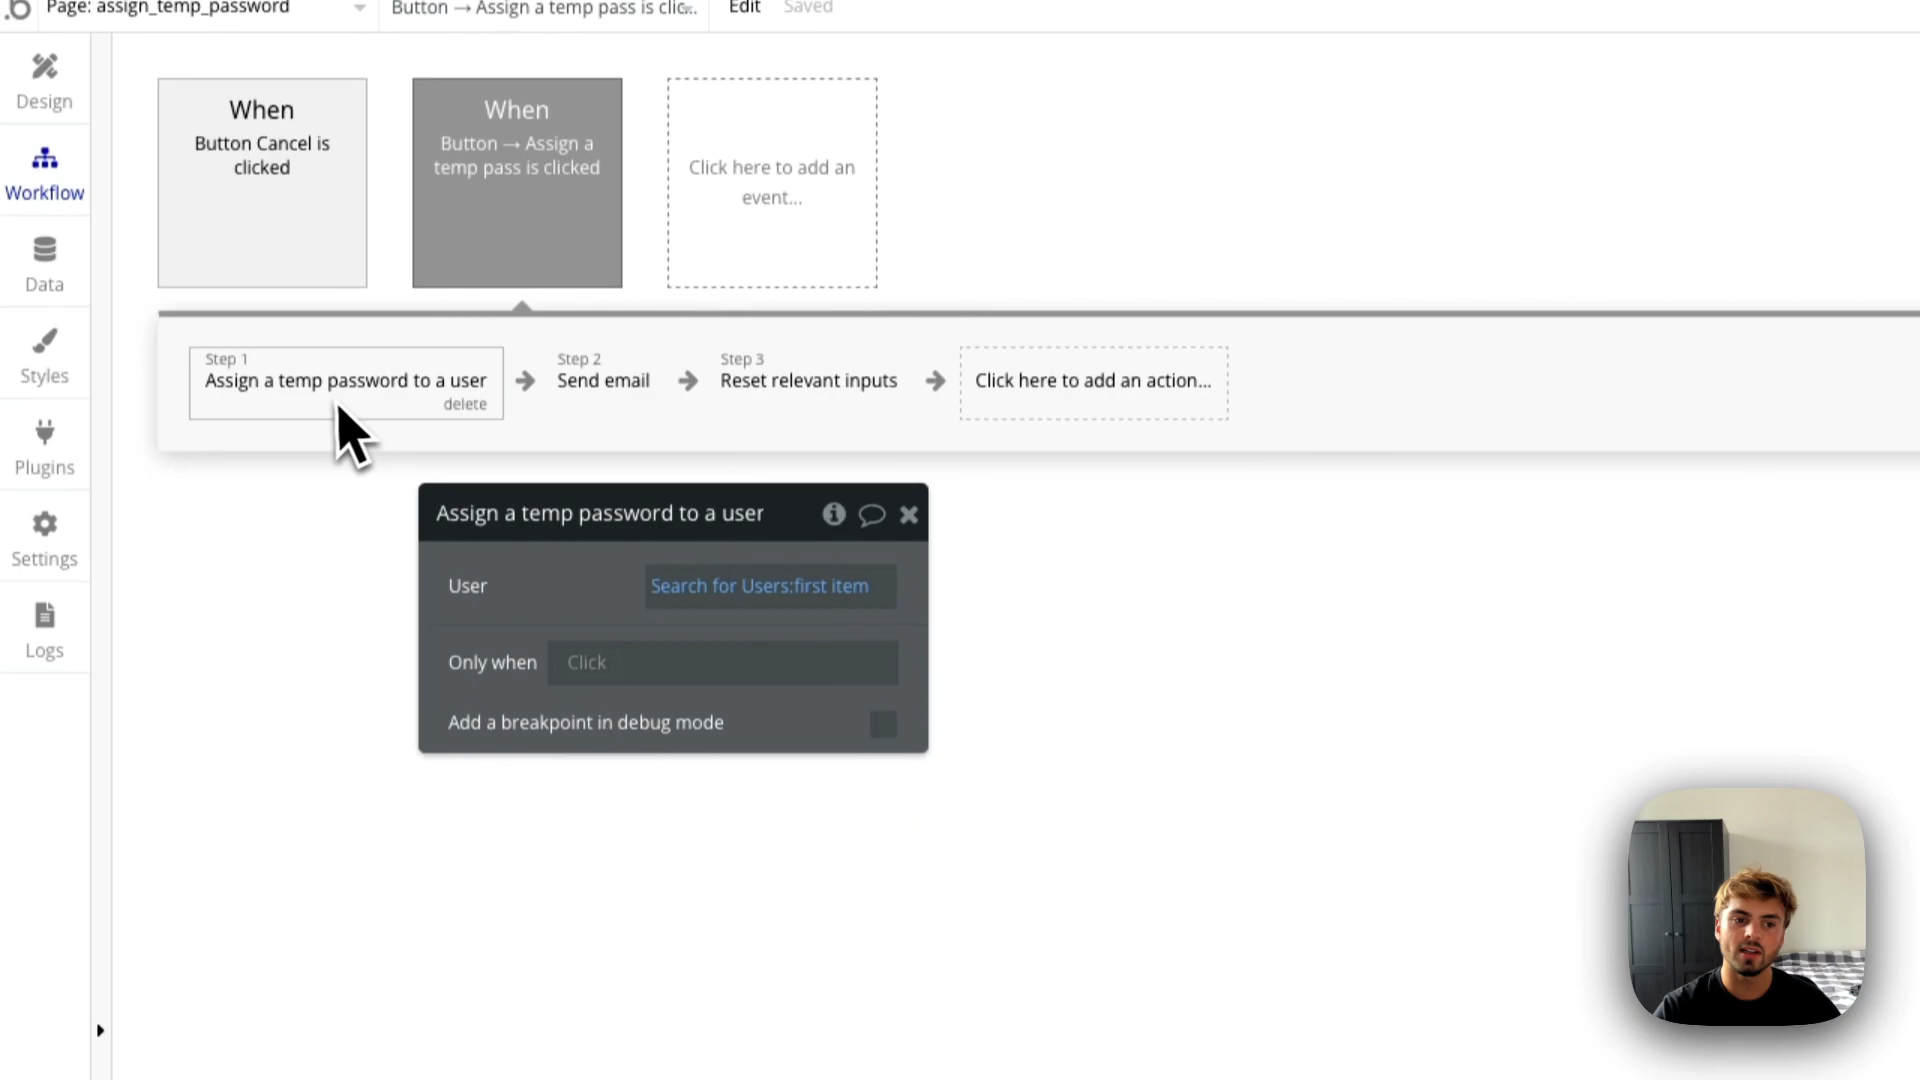 Page: assign_temp_password
Button → Assign a temp pass is clic...
Edit
Saved
Design
Workflow
Data
Styles
Plugins
Settings
Logs
When
Button Cancel is
clicked
When
Button → Assign a
temp pass is clicked
Click here to add an
event...
Step 1
Assign a temp password to a user
delete
Step 2
Send email
Step 3
Reset relevant inputs
Click here to add an action...
Assign a temp password to a user
User
Search for Users:first item
Only when
Click
Add a breakpoint in debug mode